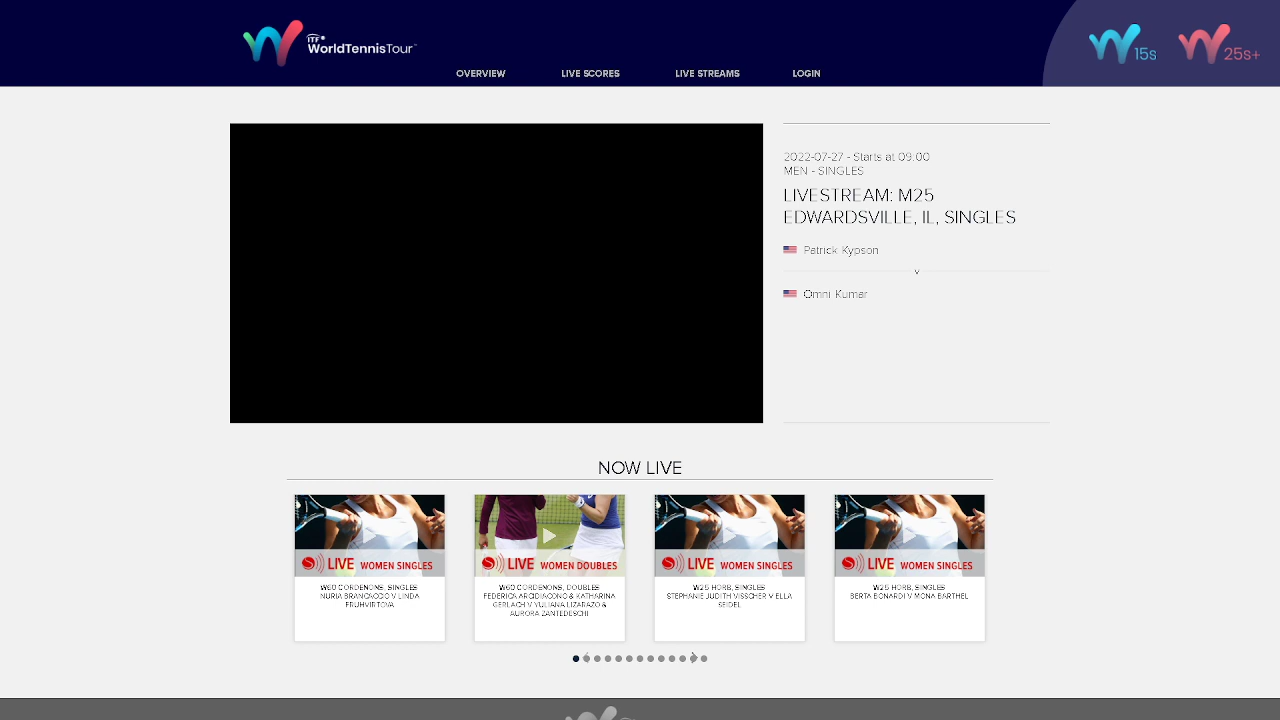 ITF
WorldTennisTour
15s
25s+
OVERVIEW
LIVE SCORES
LIVE STREAMS
LOGIN
2022-07-27 - Starts at 09:00
MEN - SINGLES
LIVESTREAM: M25
EDWARDSVILLE, IL, SINGLES
Patrick Kypson
v
Omni Kumar
NOW LIVE
LIVE WOMEN SINGLES
W60 CORDENONS, SINGLES
NURIA BRANCACCIO V LINDA
FRUHVIRTOVA
LIVE WOMEN DOUBLES
W60 CORDENONS, DOUBLES
FEDERICA ARCIDIACONO & KATHARINA
GERLACH V YULIANA LIZARAZO &
AURORA ZANTEDESCHI
LIVE WOMEN SINGLES
W25 HORB, SINGLES
STEPHANIE JUDITH VISSCHER V ELLA
SEIDEL
LIVE WOMEN SINGLES
W25 HORB, SINGLES
BERTA BONARDI V MONA BARTHEL